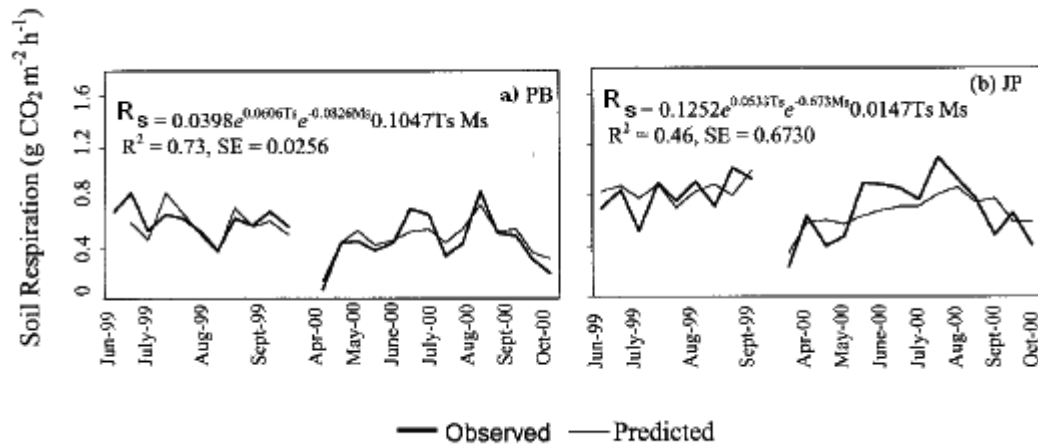 Soil Respiration (g CO₂ m⁻² h⁻¹)
1.6
1.2
0.8
0.4
0
a) PB
Rs = 0.0398e^0.0606Ts e^-0.0826Ms 0.1047Ts Ms
R² = 0.73, SE = 0.0256
Jun-99
July-99
Aug-99
Sept-99
Apr-00
May-00
June-00
July-00
Aug-00
Sept-00
Oct-00
(b) JP
Rs = 0.1252e^0.0533Ts e^-0.673Ms 0.0147Ts Ms
R² = 0.46, SE = 0.6730
Jun-99
July-99
Aug-99
Sept-99
Apr-00
May-00
June-00
July-00
Aug-00
Sept-00
Oct-00
Observed Predicted